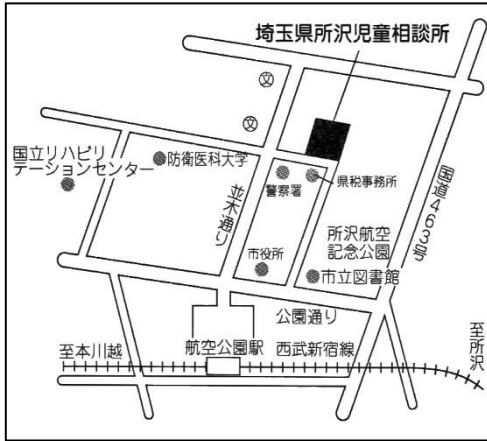 埼玉県所沢児童相談所
文
文
国立リハビリ
テーションセンター
防衛医科大学
警察署
県税事務所
国道463号
並木通り
所沢航空
記念公園
市役所
市立図書館
公園通り
至本川越
航空公園駅
西武新宿線
至所沢